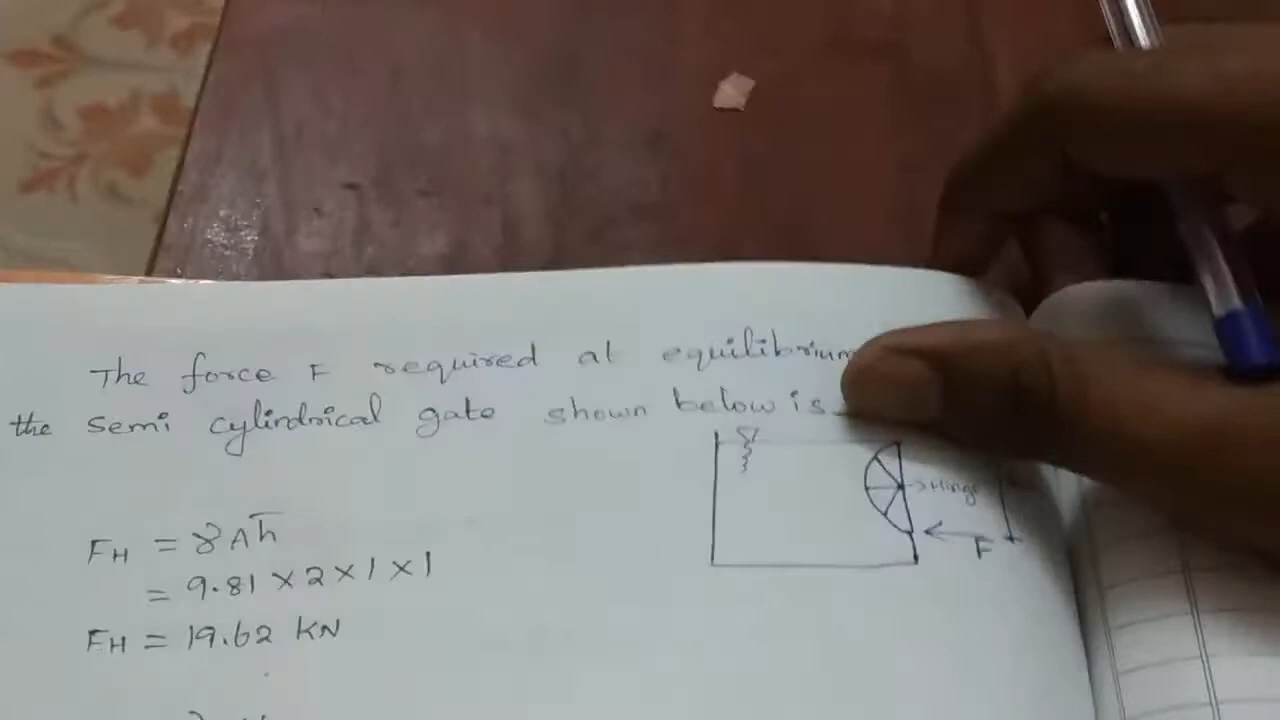 The force F required at equilibrium
the semi cylindrical gate shown below is
→Hinge
F
FH = γAh̅
= 9.81 × 2 × 1 × 1
FH = 19.62 KN